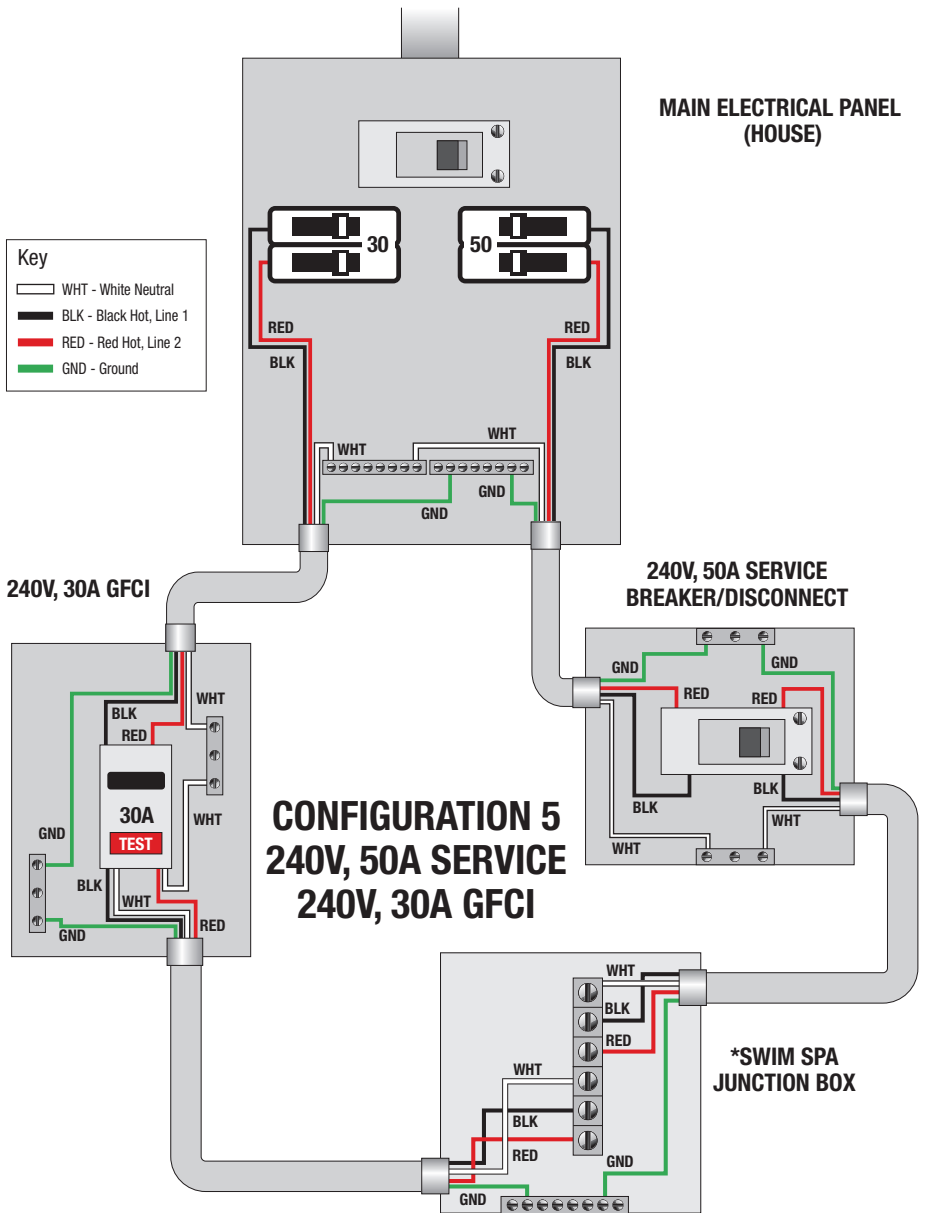 MAIN ELECTRICAL PANEL
(HOUSE)
30
50
Key
WHT - White Neutral
BLK - Black Hot, Line 1
RED - Red Hot, Line 2
GND - Ground
RED
BLK
RED
BLK
WHT
WHT
GND
GND
240V, 30A GFCI
240V, 50A SERVICE
BREAKER/DISCONNECT
WHT
BLK
RED
30A
TEST
WHT
GND
BLK
WHT
RED
GND
GND
GND
RED
RED
BLK
BLK
WHT
WHT
CONFIGURATION 5
240V, 50A SERVICE
240V, 30A GFCI
WHT
BLK
RED
WHT
BLK
RED
GND
GND
*SWIM SPA
JUNCTION BOX